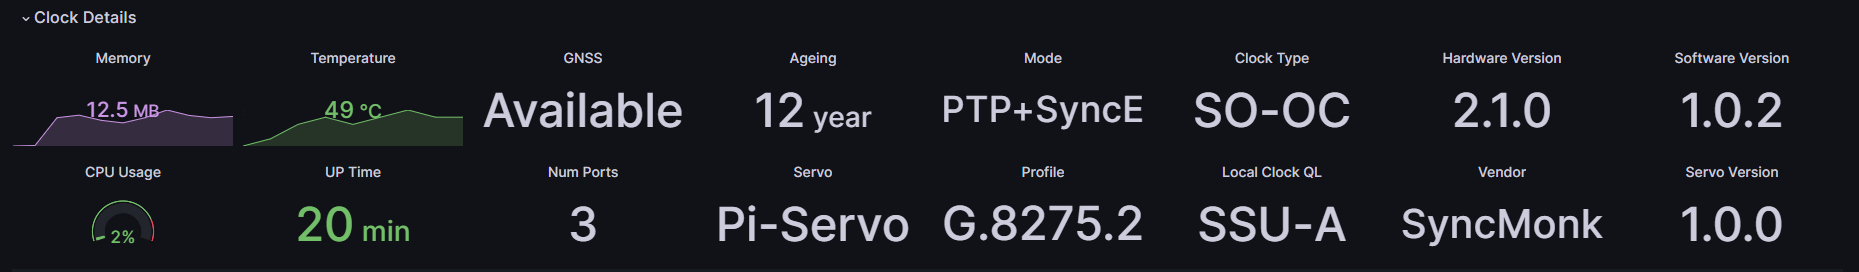 Clock Details
Memory
Temperature
GNSS
Ageing
Mode
Clock Type
Hardware Version
Software Version
12.5 MB
49 °C
Available
12 year
PTP+SyncE
SO-OC
2.1.0
1.0.2
CPU Usage
UP Time
Num Ports
Servo
Profile
Local Clock QL
Vendor
Servo Version
2%
20 min
3
Pi-Servo
G.8275.2
SSU-A
SyncMonk
1.0.0